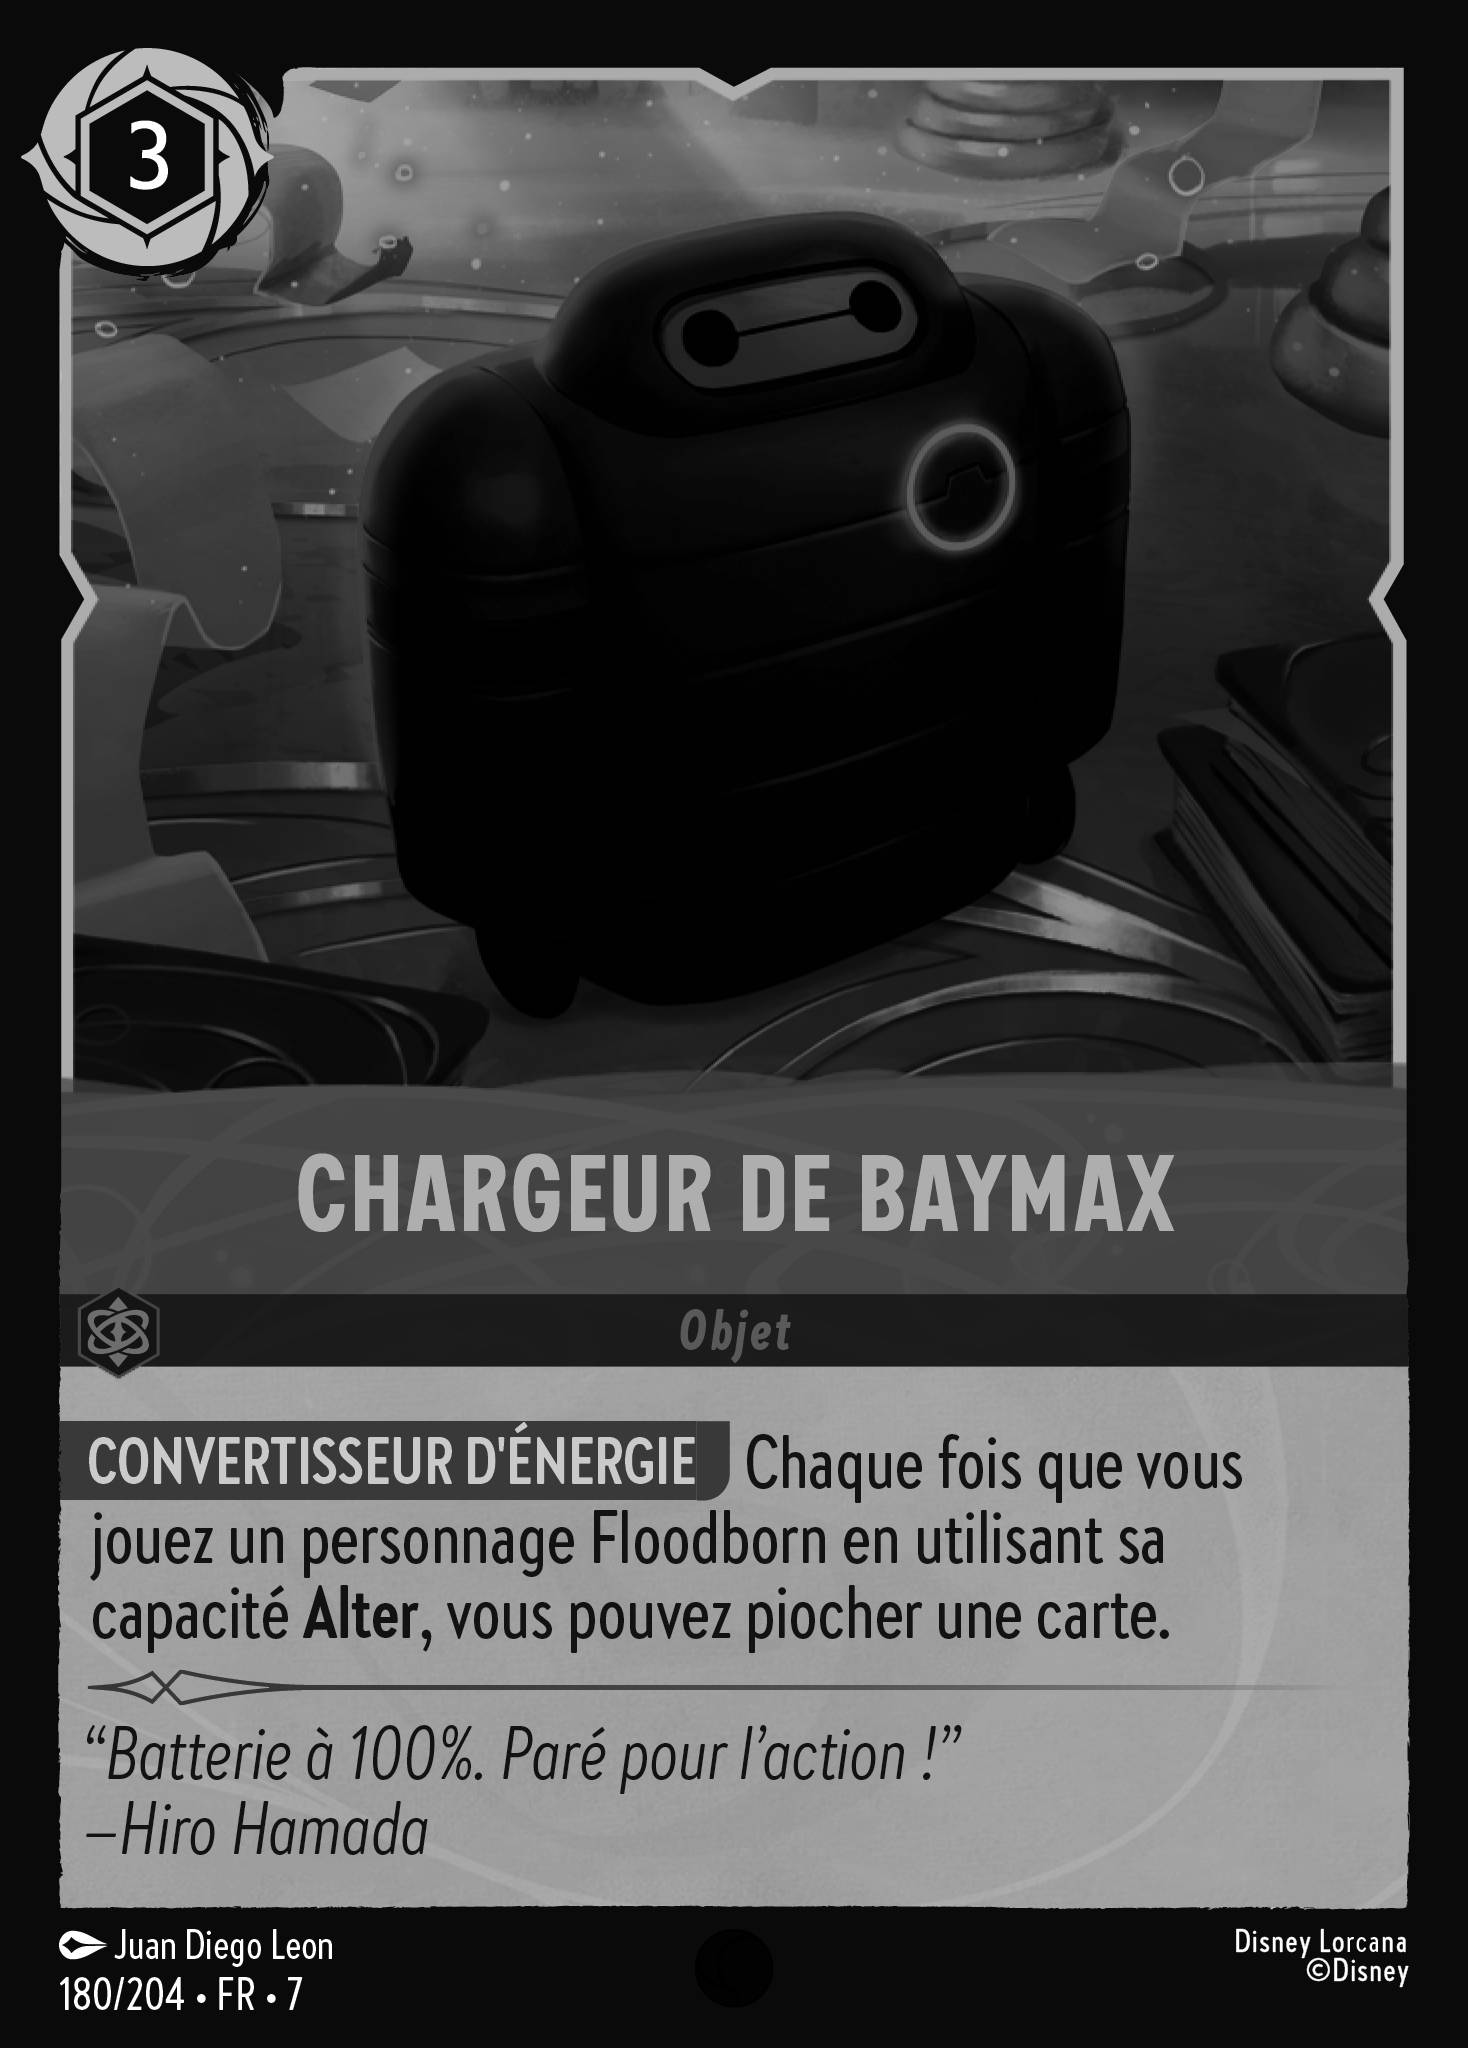 3
CHARGEUR DE BAYMAX
Objet
CONVERTISSEUR D'ÉNERGIE Chaque fois que vous
jouez un personnage Floodborn en utilisant sa
capacité Alter, vous pouvez piocher une carte.
“Batterie à 100%. Paré pour l’action !”
–Hiro Hamada
Juan Diego Leon
180/204 • FR • 7
Disney Lorcana
©Disney